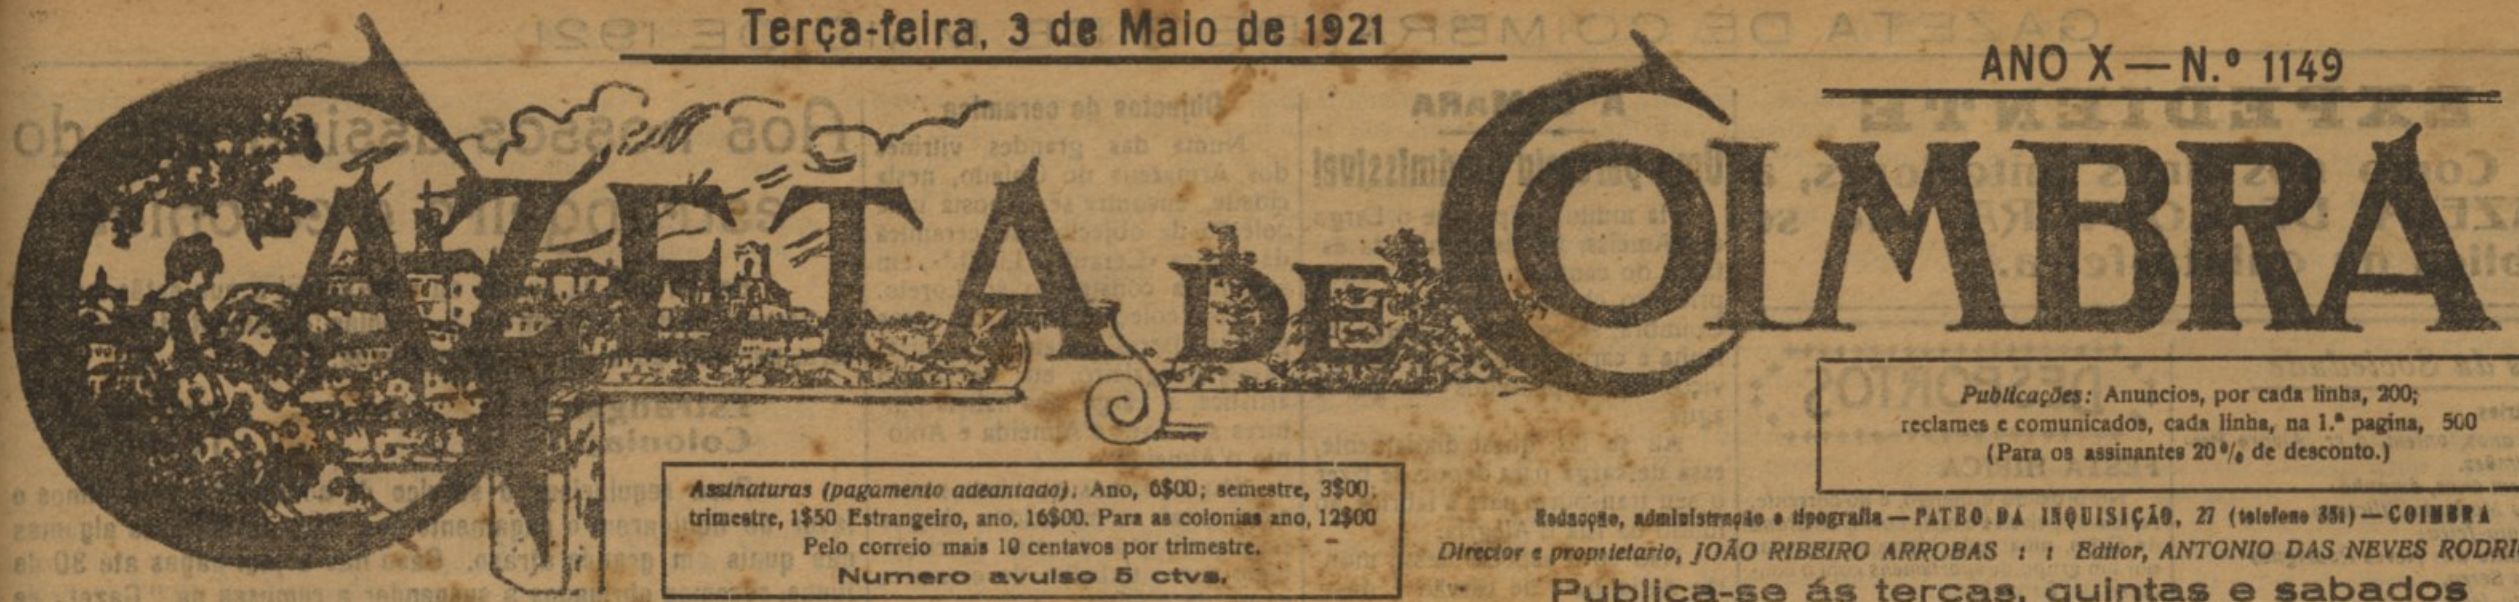 Terça-feira, 3 de Maio de 1921
ANO X — N.º 1149
GAZETA DE COIMBRA
Publicações: Anuncios, por cada linha, 200;
reclames e comunicados, cada linha, na 1.ª pagina, 500
(Para os assinantes 20 % de desconto.)
Assinaturas (pagamento adeantado). Ano, 6$00; semestre, 3$00;
trimestre, 1$50 Estrangeiro, ano, 16$00. Para as colonias ano, 12$00
Pelo correio mais 10 centavos por trimestre.
Numero avulso 5 ctvs.
Redacção, administração e tipografia — PATEO DA INQUISIÇÃO, 27 (telefone 351) — COIMBRA
Director e proprietario, JOÃO RIBEIRO ARROBAS : : Editor, ANTONIO DAS NEVES RODRIG
Publica-se ás terças, quintas e sabados